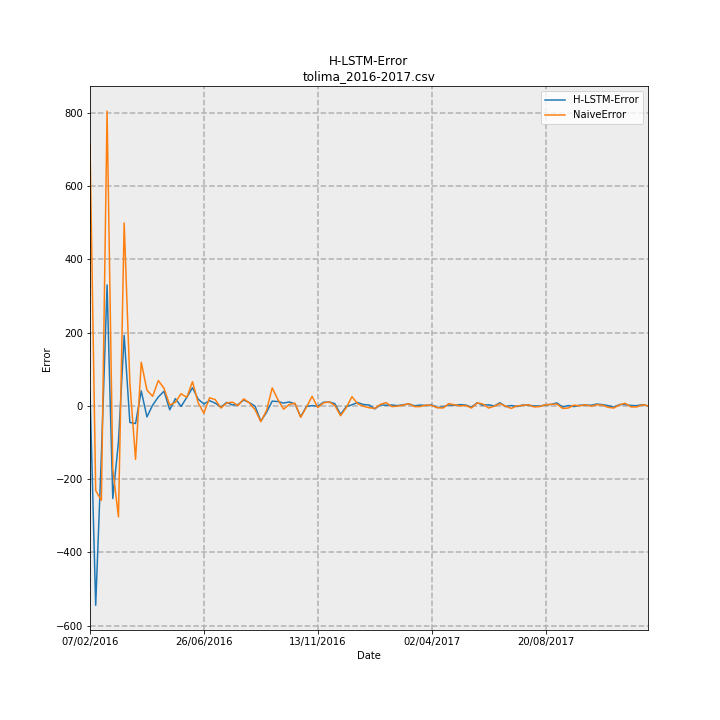 H-LSTM-Error
tolima_2016-2017.csv
H-LSTM-Error
NaiveError
800
600
400
200
0
−200
−400
−600
Error
07/02/2016
26/06/2016
13/11/2016
02/04/2017
20/08/2017
Date